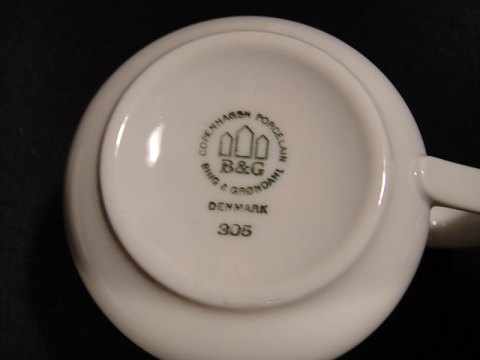 COPENHAGEN PORCELAIN
B&G
BING & GRØNDAHL
DENMARK
305